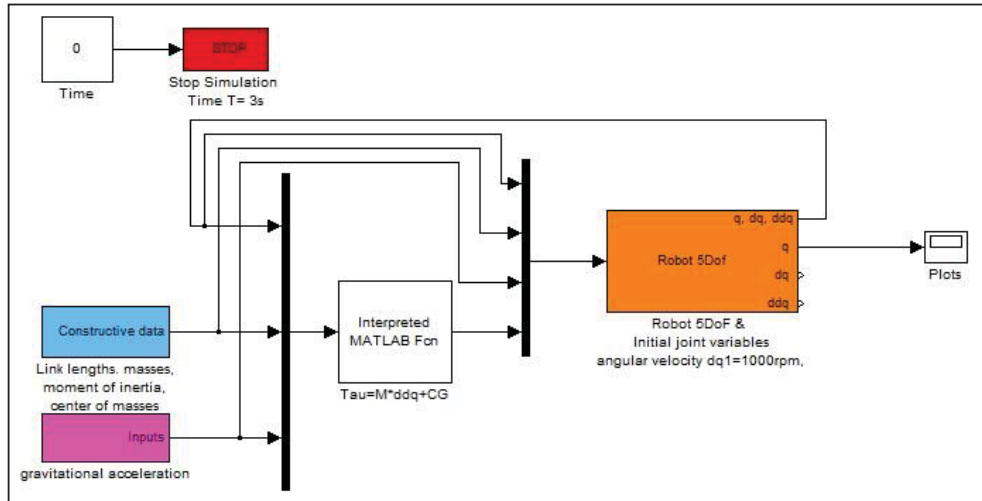 0
STOP
Time
Stop Simulation
Time T= 3s
q, dq, ddq
q
Robot 5Dof
dq
ddq
Plots
Constructive data
Interpreted
MATLAB Fcn
Robot 5DoF &
Initial joint variables
angular velocity dq1=1000rpm,
Link lengths. masses,
moment of inertia,
center of masses
Tau=M*ddq+CG
Inputs
gravitational acceleration